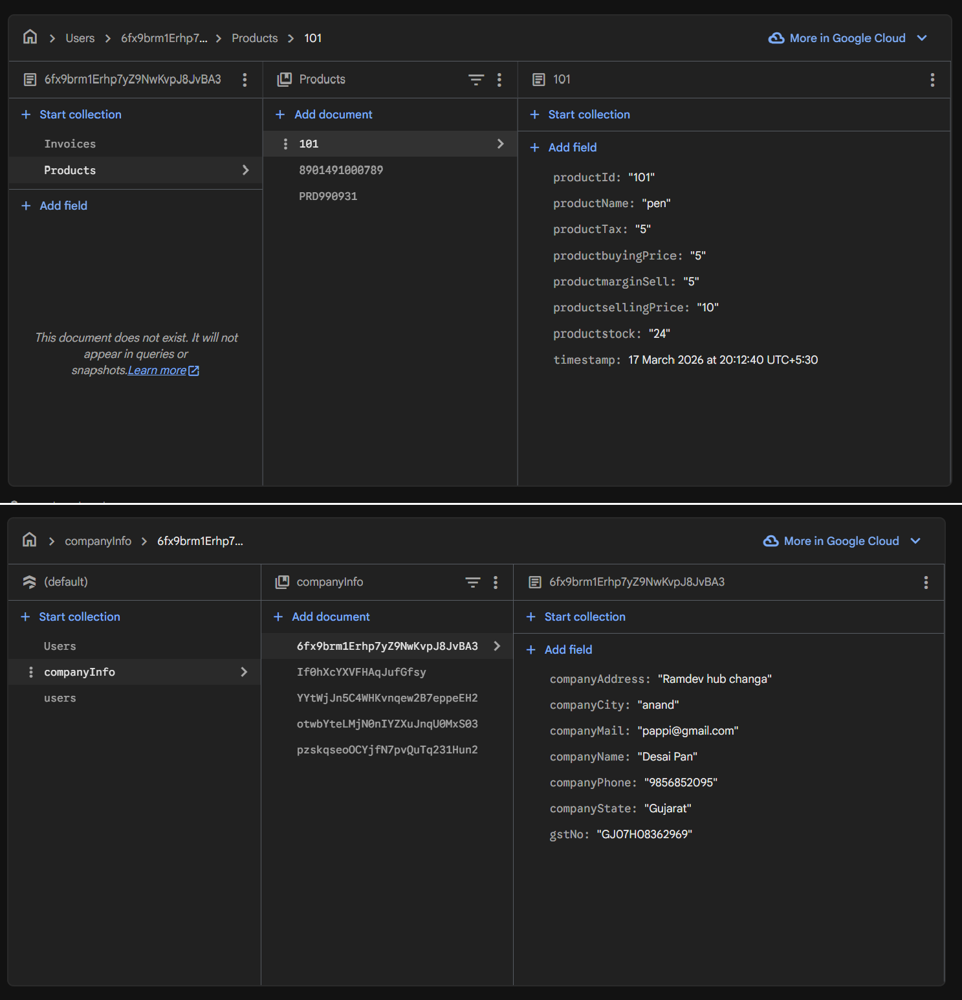 Users
6fx9brm1Erhp7...
Products
101
More in Google Cloud
6fx9brm1Erhp7yZ9NwKvpJ8JvBA3
Start collection
Invoices
Products
Add field
This document does not exist. It will not
appear in queries or
snapshots.Learn more
Products
Add document
101
8901491000789
PRD990931
101
Start collection
Add field
productId: "101"
productName: "pen"
productTax: "5"
productbuyingPrice: "5"
productmarginSell: "5"
productsellingPrice: "10"
productstock: "24"
timestamp: 17 March 2026 at 20:12:40 UTC+5:30
companyInfo
6fx9brm1Erhp7...
More in Google Cloud
(default)
Start collection
Users
companyInfo
users
companyInfo
Add document
6fx9brm1Erhp7yZ9NwKvpJ8JvBA3
If0hXcYXVFHAqJufGfsy
YYtWjJn5C4WHKvnqew2B7eppeEH2
otwbYteLMjN0nIYZXuJnqU0MxS03
pzskqseoOCYjfN7pvQuTq231Hun2
6fx9brm1Erhp7yZ9NwKvpJ8JvBA3
Start collection
Add field
companyAddress: "Ramdev hub changa"
companyCity: "anand"
companyMail: "pappi@gmail.com"
companyName: "Desai Pan"
companyPhone: "9856852095"
companyState: "Gujarat"
gstNo: "GJ07H08362969"